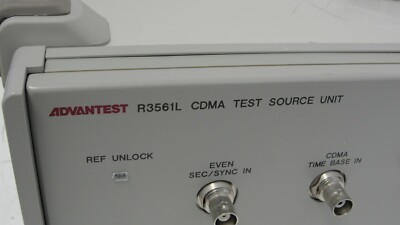 ADVANTEST R3561L CDMA TEST SOURCE UNIT
REF UNLOCK
EVEN
SEC/SYNC IN
CDMA
TIME BASE IN